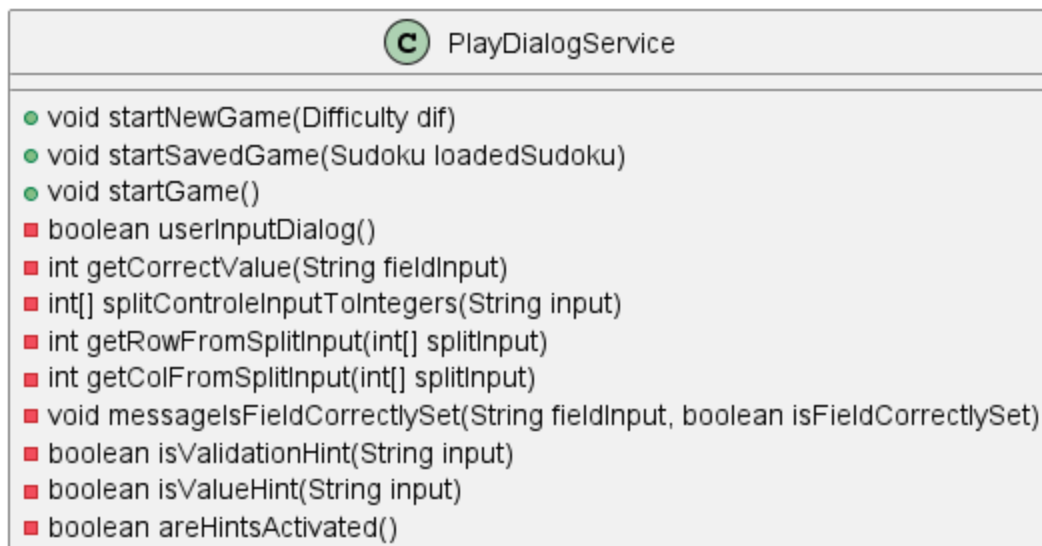 C PlayDialogService
void startNewGame(Difficulty dif)
void startSavedGame(Sudoku loadedSudoku)
void startGame()
boolean userInputDialog()
int getCorrectValue(String fieldInput)
int[] splitControleInputToIntegers(String input)
int getRowFromSplitInput(int[] splitInput)
int getColFromSplitInput(int[] splitInput)
void messageIsFieldCorrectlySet(String fieldInput, boolean isFieldCorrectlySet)
boolean isValidationHint(String input)
boolean isValueHint(String input)
boolean areHintsActivated()